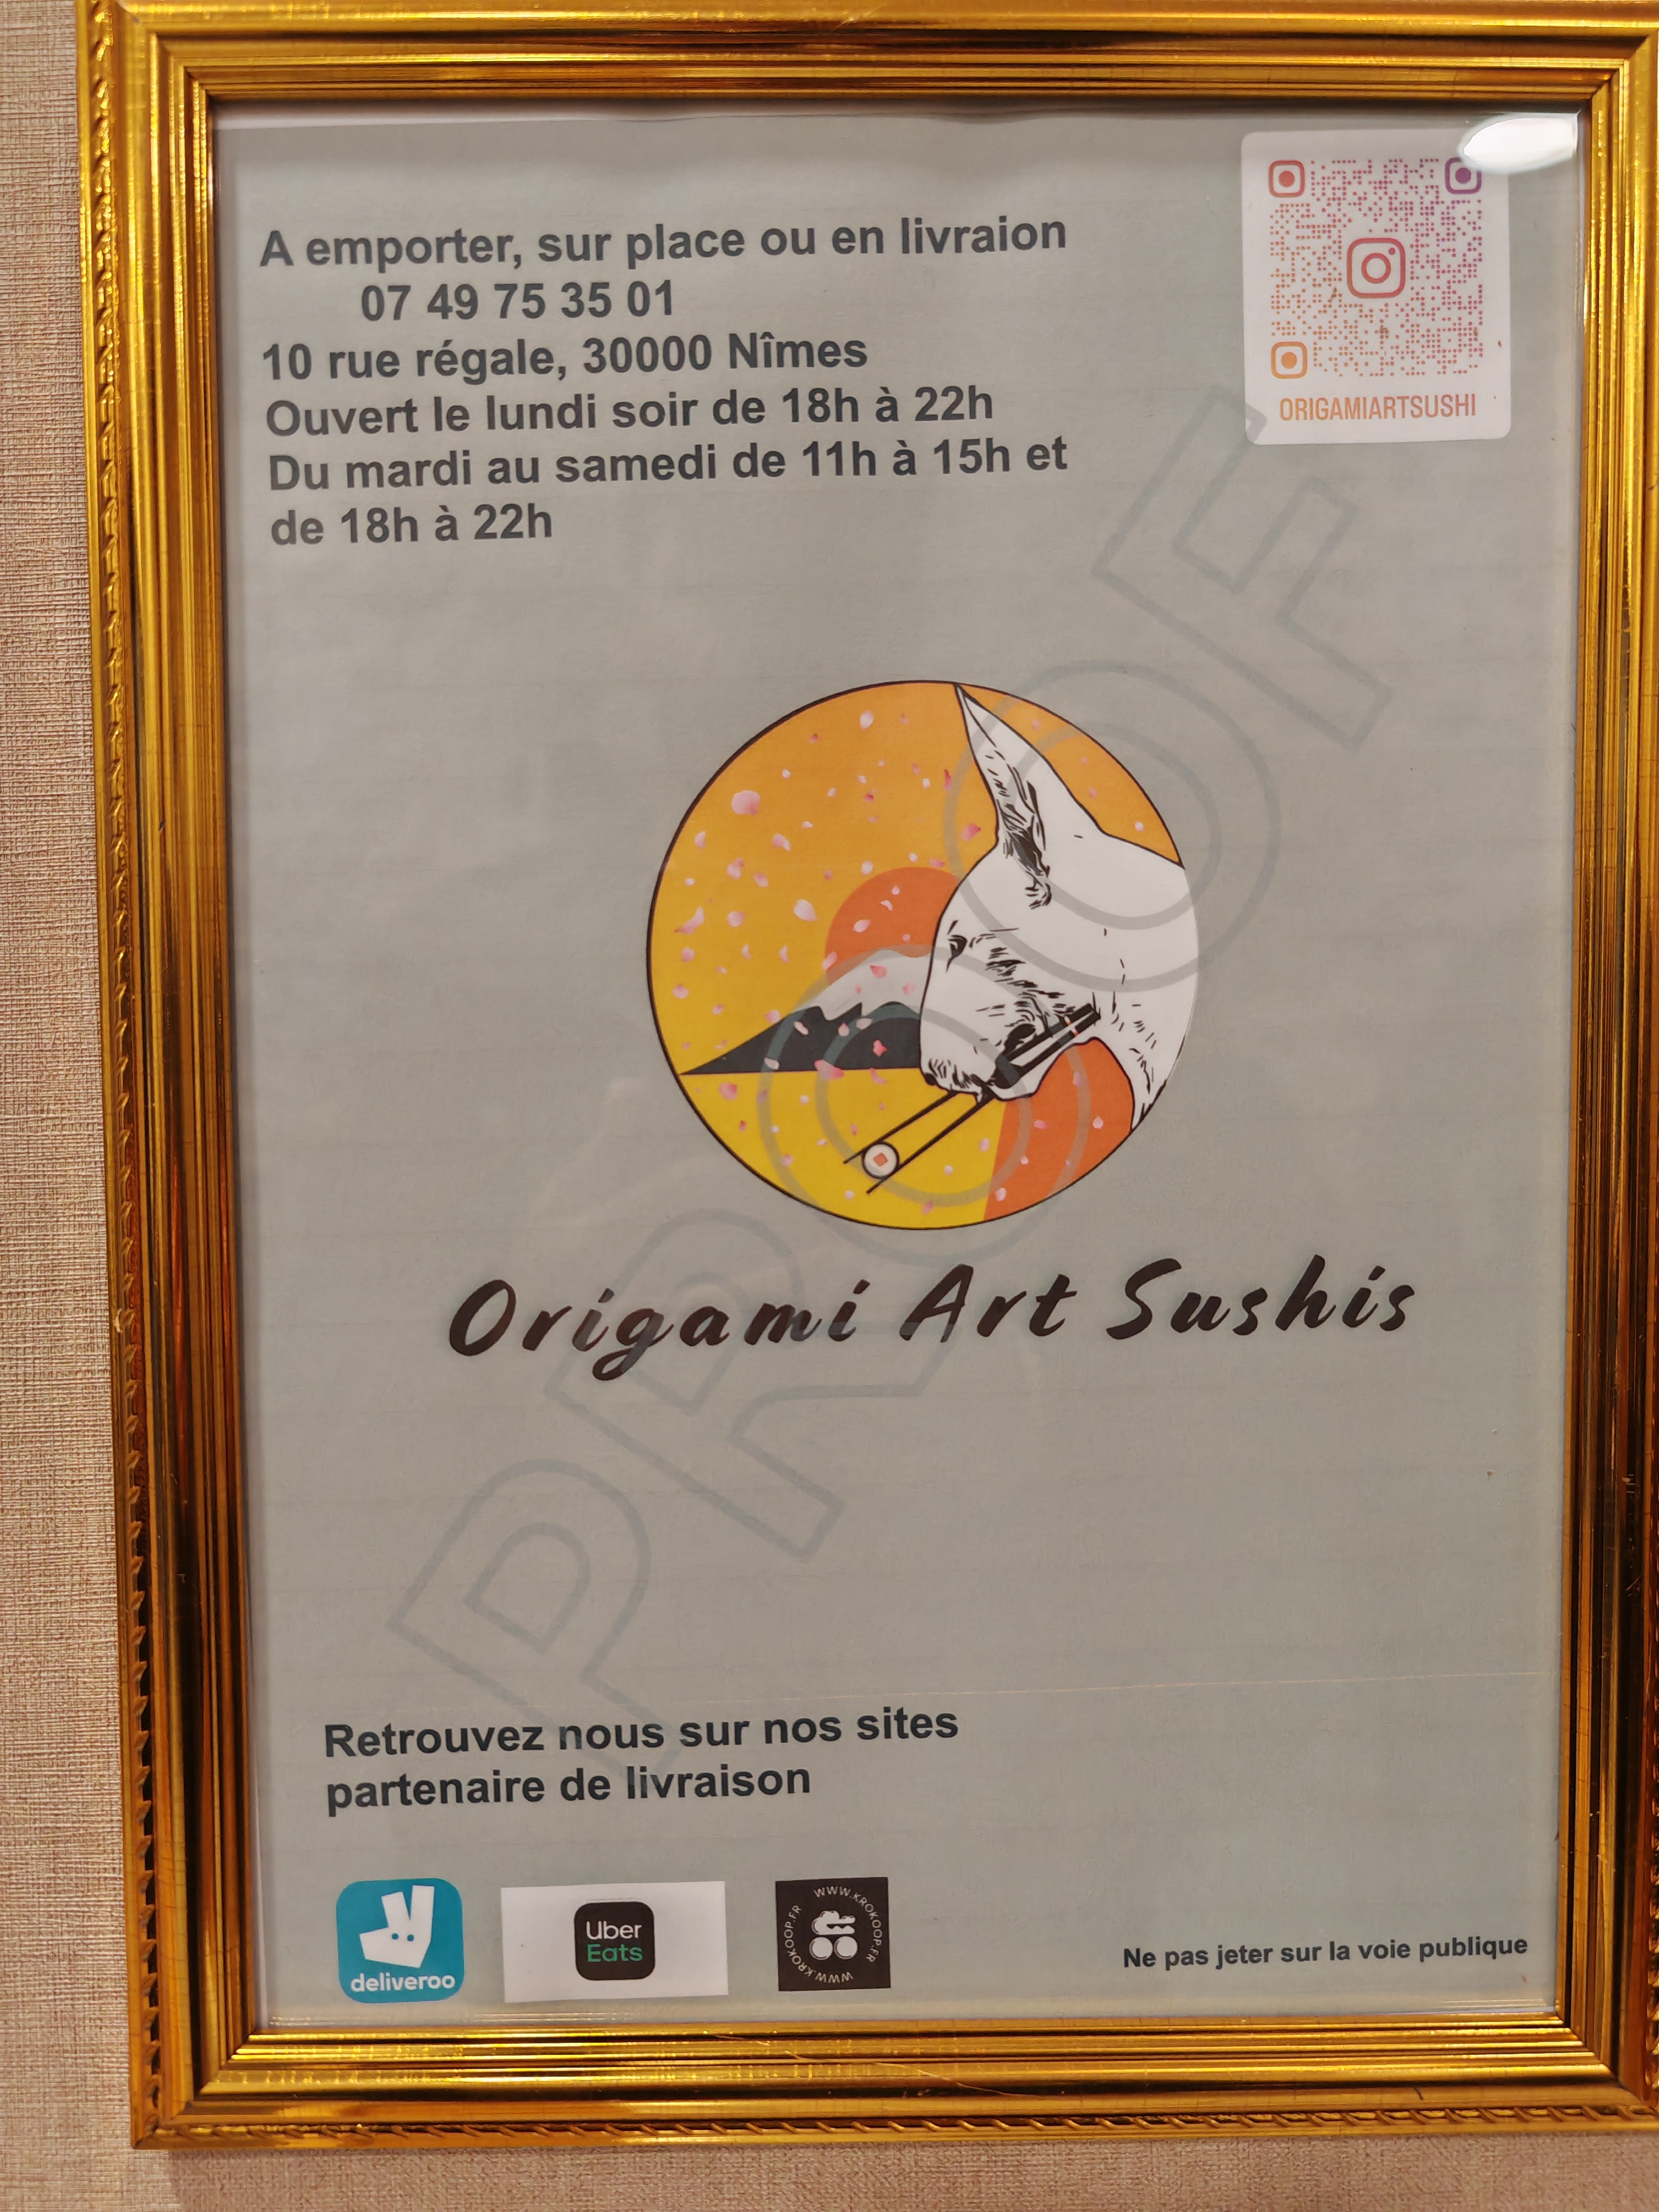 A emporter, sur place ou en livraion
07 49 75 35 01
10 rue régale, 30000 Nîmes
Ouvert le lundi soir de 18h à 22h
Du mardi au samedi de 11h à 15h et
de 18h à 22h
ORIGAMIARTSUSHI
PROOF
Origami Art Sushis
Retrouvez nous sur nos sites
partenaire de livraison
deliveroo
Uber
Eats
WWW.KROKOOP.FR
WWW.KROKOOP.FR
Ne pas jeter sur la voie publique